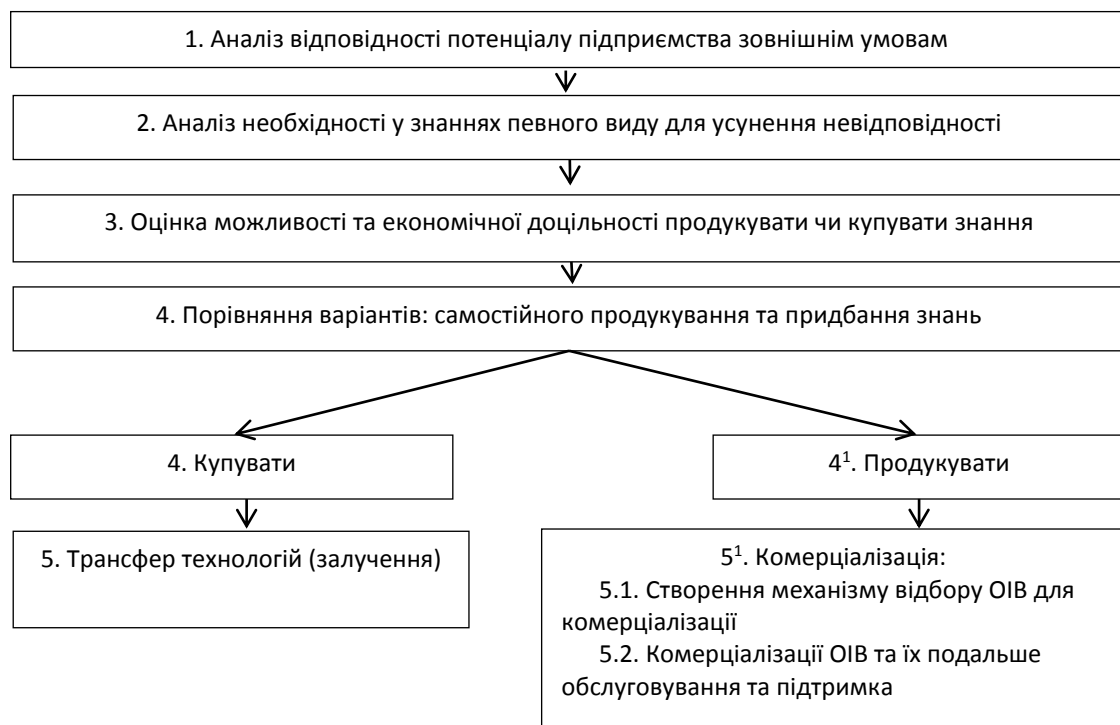 1. Аналіз відповідності потенціалу підприємства зовнішнім умовам
2. Аналіз необхідності у знаннях певного виду для усунення невідповідності
3. Оцінка можливості та економічної доцільності продукувати чи купувати знання
4. Порівняння варіантів: самостійного продукування та придбання знань
4. Купувати
4¹. Продукувати
5. Трансфер технологій (залучення)
5¹. Комерціалізація:
5.1. Створення механізму відбору ОІВ для
комерціалізації
5.2. Комерціалізації ОІВ та їх подальше
обслуговування та підтримка